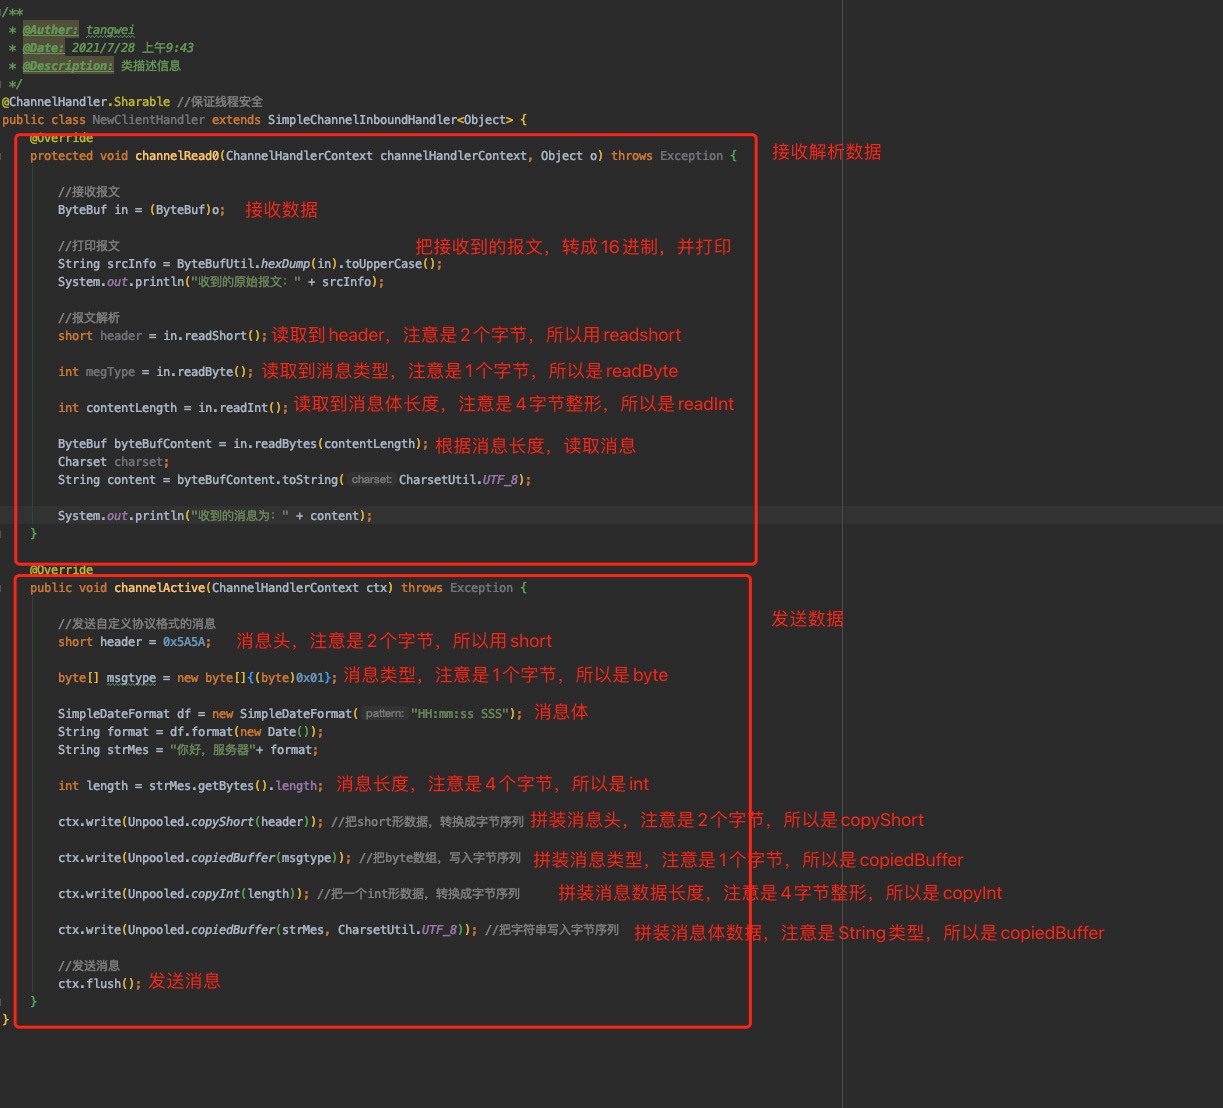 /**
 * @Auther: tangwei
 * @Date: 2021/7/28 上午9:43
 * @Description: 类描述信息
 */
@ChannelHandler.Sharable //保证线程安全
public class NewClientHandler extends SimpleChannelInboundHandler<Object> {
@Override
protected void channelRead0(ChannelHandlerContext channelHandlerContext, Object o) throws Exception { 接收解析数据
//接收报文
ByteBuf in = (ByteBuf)o; 接收数据
//打印报文 把接收到的报文，转成16进制，并打印
String srcInfo = ByteBufUtil.hexDump(in).toUpperCase();
System.out.println("收到的原始报文：" + srcInfo);
//报文解析
short header = in.readShort(); 读取到header，注意是2个字节，所以用readshort
int megType = in.readByte(); 读取到消息类型，注意是1个字节，所以是readByte
int contentLength = in.readInt(); 读取到消息体长度，注意是4字节整形，所以是readInt
ByteBuf byteBufContent = in.readBytes(contentLength); 根据消息长度，读取消息
Charset charset;
String content = byteBufContent.toString( charset: CharsetUtil.UTF_8);
System.out.println("收到的消息为：" + content);
}
@Override
public void channelActive(ChannelHandlerContext ctx) throws Exception {
发送数据
//发送自定义协议格式的消息
short header = 0x5A5A; 消息头，注意是2个字节，所以用short
byte[] msgtype = new byte[]{(byte)0x01}; 消息类型，注意是1个字节，所以是byte
SimpleDateFormat df = new SimpleDateFormat( pattern: "HH:mm:ss SSS"); 消息体
String format = df.format(new Date());
String strMes = "你好，服务器"+ format;
int length = strMes.getBytes().length; 消息长度，注意是4个字节，所以是int
ctx.write(Unpooled.copyShort(header)); //把short形数据，转换成字节序列 拼装消息头，注意是2个字节，所以是copyShort
ctx.write(Unpooled.copiedBuffer(msgtype)); //把byte数组，写入字节序列 拼装消息类型，注意是1个字节，所以是copiedBuffer
ctx.write(Unpooled.copyInt(length)); //把一个int形数据，转换成字节序列 拼装消息数据长度，注意是4字节整形，所以是copyInt
ctx.write(Unpooled.copiedBuffer(strMes, CharsetUtil.UTF_8)); //把字符串写入字节序列 拼装消息体数据，注意是String类型，所以是copiedBuffer
//发送消息
ctx.flush(); 发送消息
}
}